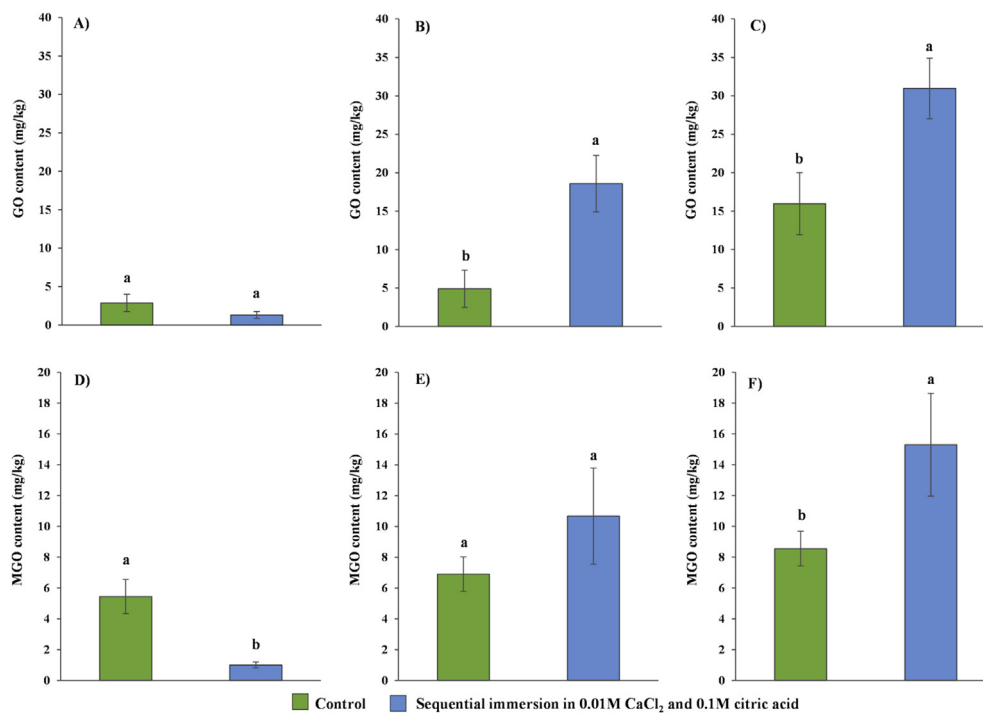 A)
GO content (mg/kg)
40
35
30
25
20
15
10
5
0
a
a
B)
GO content (mg/kg)
40
35
30
25
20
15
10
5
0
b
a
C)
GO content (mg/kg)
40
35
30
25
20
15
10
5
0
b
a
D)
MGO content (mg/kg)
20
18
16
14
12
10
8
6
4
2
0
a
b
E)
MGO content (mg/kg)
20
18
16
14
12
10
8
6
4
2
0
a
a
F)
MGO content (mg/kg)
20
18
16
14
12
10
8
6
4
2
0
b
a
Control
Sequential immersion in 0.01M CaCl₂ and 0.1M citric acid